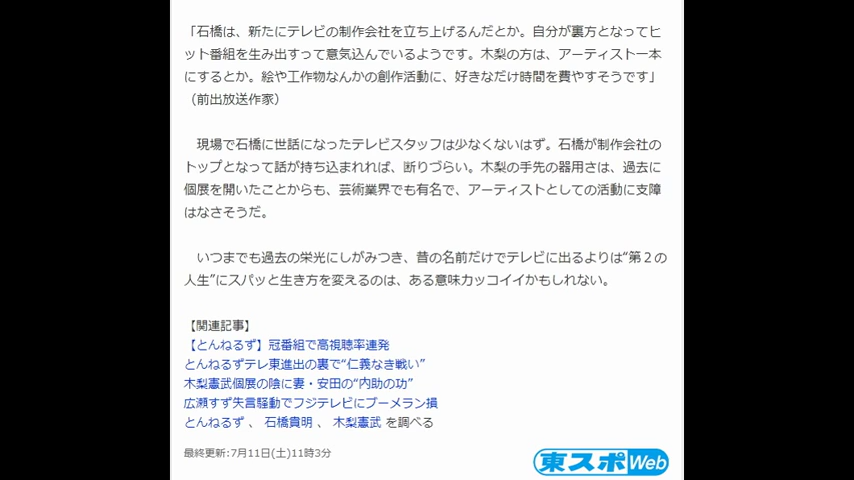 「石橋は、新たにテレビの制作会社を立ち上げるんだとか。自分が裏方となってヒ
ット番組を生み出すって意気込んでいるようです。木梨の方は、アーティスト一本
にするとか。絵や工作物なんかの創作活動に、好きなだけ時間を費やすそうです」
（前出放送作家）
現場で石橋に世話になったテレビスタッフは少なくないはず。石橋が制作会社の
トップとなって話が持ち込まれれば、断りづらい。木梨の手先の器用さは、過去に
個展を開いたことからも、芸術業界でも有名で、アーティストとしての活動に支障
はなさそうだ。
いつまでも過去の栄光にしがみつき、昔の名前だけでテレビに出るよりは“第２の
人生”にスパッと生き方を変えるのは、ある意味カッコイイかもしれない。
【関連記事】
【とんねるず】冠番組で高視聴率連発
とんねるずテレ東進出の裏で“仁義なき戦い”
木梨憲武個展の陰に妻・安田の“内助の功”
広瀬すず失言騒動でフジテレビにブーメラン損
とんねるず 、 石橋貴明 、 木梨憲武 を調べる
最終更新:7月11日(土)11時3分
東スポWeb